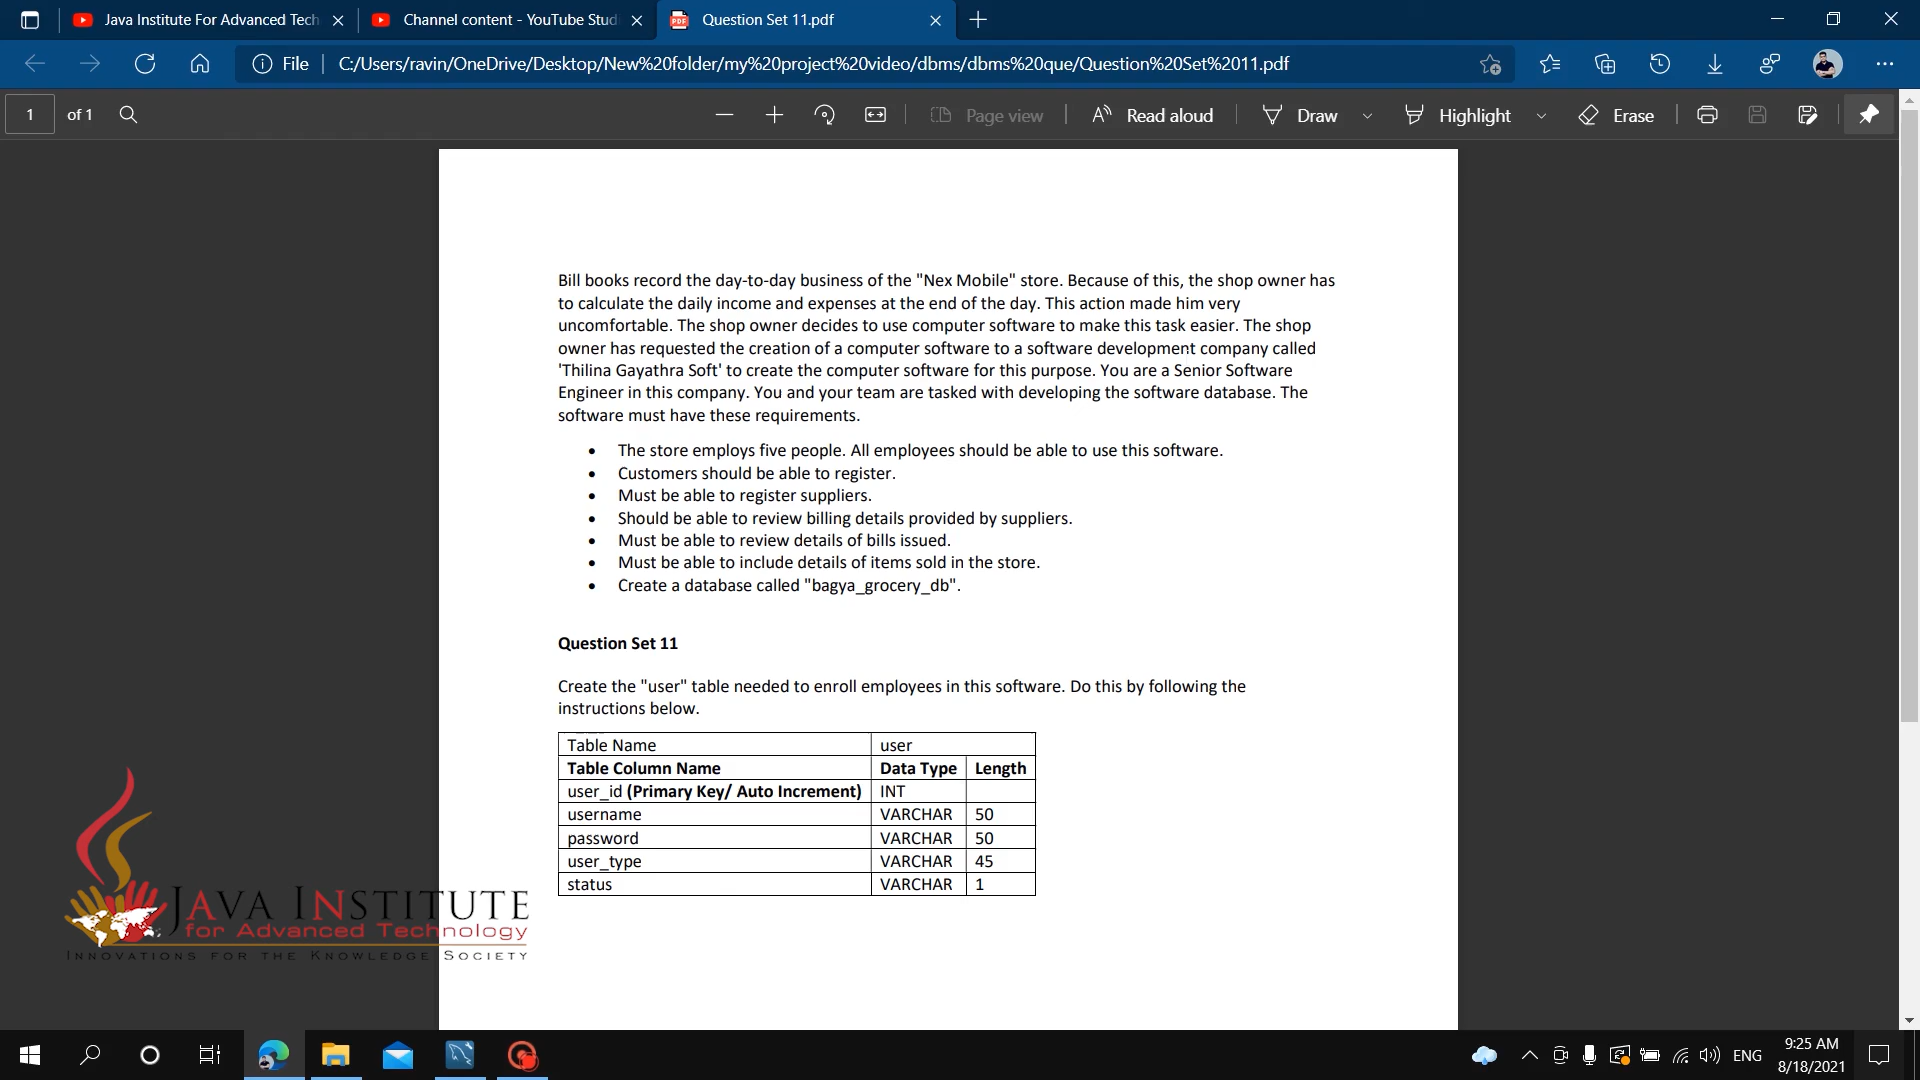 Java Institute For Advanced Tech
Channel content - YouTube Stud
Question Set 11.pdf
File
C:/Users/ravin/OneDrive/Desktop/New%20folder/my%20project%20video/dbms/dbms%20que/Question%20Set%2011.pdf
1 of 1
Page view
Read aloud
Draw
Highlight
Erase
Bill books record the day-to-day business of the "Nex Mobile" store. Because of this, the shop owner has
to calculate the daily income and expenses at the end of the day. This action made him very
uncomfortable. The shop owner decides to use computer software to make this task easier. The shop
owner has requested the creation of a computer software to a software development company called
'Thilina Gayathra Soft' to create the computer software for this purpose. You are a Senior Software
Engineer in this company. You and your team are tasked with developing the software database. The
software must have these requirements.
• The store employs five people. All employees should be able to use this software.
• Customers should be able to register.
• Must be able to register suppliers.
• Should be able to review billing details provided by suppliers.
• Must be able to review details of bills issued.
• Must be able to include details of items sold in the store.
• Create a database called "bagya_grocery_db".
Question Set 11
Create the "user" table needed to enroll employees in this software. Do this by following the
instructions below.
Table Name user
Table Column Name Data Type Length
user_id (Primary Key/ Auto Increment) INT
username VARCHAR 50
password VARCHAR 50
user_type VARCHAR 45
status VARCHAR 1
JAVA INSTITUTE
for Advanced Technology
INNOVATIONS FOR THE KNOWLEDGE SOCIETY
ENG
9:25 AM
8/18/2021